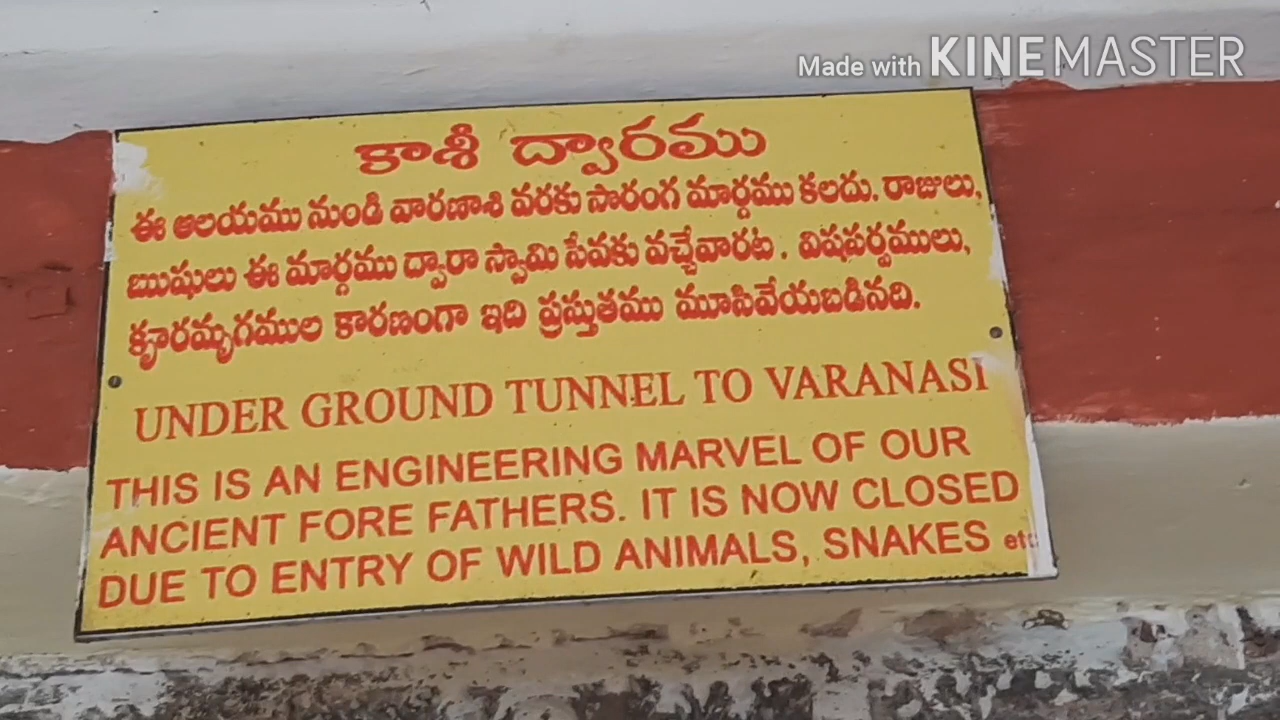 Made with KINEMASTER
కాశీ ద్వారము
ఈ ఆలయము నుండి వారణాశి వరకు సొరంగ మార్గము కలదు. రాజులు,
ఋషులు ఈ మార్గము ద్వారా స్వామి సేవకు వచ్చేవారట . విషసర్పములు,
కౄరమృగముల కారణంగా ఇది ప్రస్తుతము మూసివేయబడినది.
UNDER GROUND TUNNEL TO VARANASI
THIS IS AN ENGINEERING MARVEL OF OUR
ANCIENT FORE FATHERS. IT IS NOW CLOSED
DUE TO ENTRY OF WILD ANIMALS, SNAKES etc